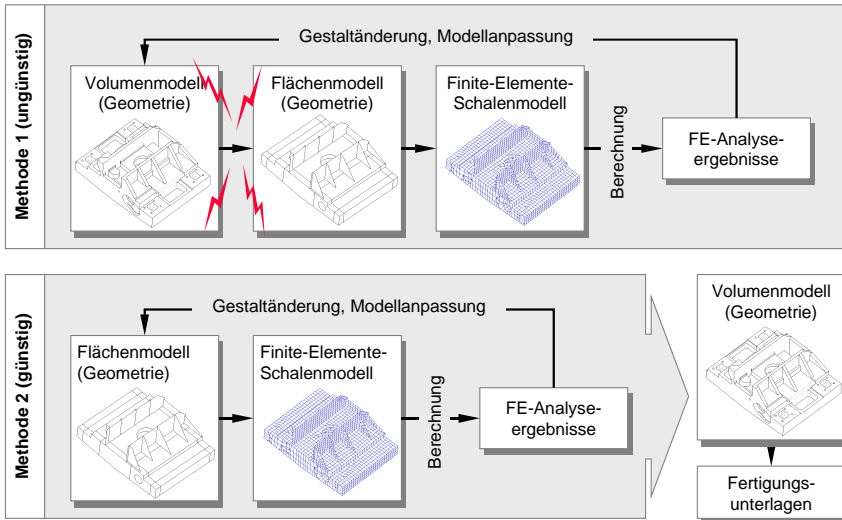 Methode 1 (ungünstig)
Gestaltänderung, Modellanpassung
Volumenmodell
(Geometrie)
Flächenmodell
(Geometrie)
Finite-Elemente-
Schalenmodell
Berechnung
FE-Analyse-
ergebnisse
Methode 2 (günstig)
Gestaltänderung, Modellanpassung
Flächenmodell
(Geometrie)
Finite-Elemente-
Schalenmodell
Berechnung
FE-Analyse-
ergebnisse
Volumenmodell
(Geometrie)
Fertigungs-
unterlagen